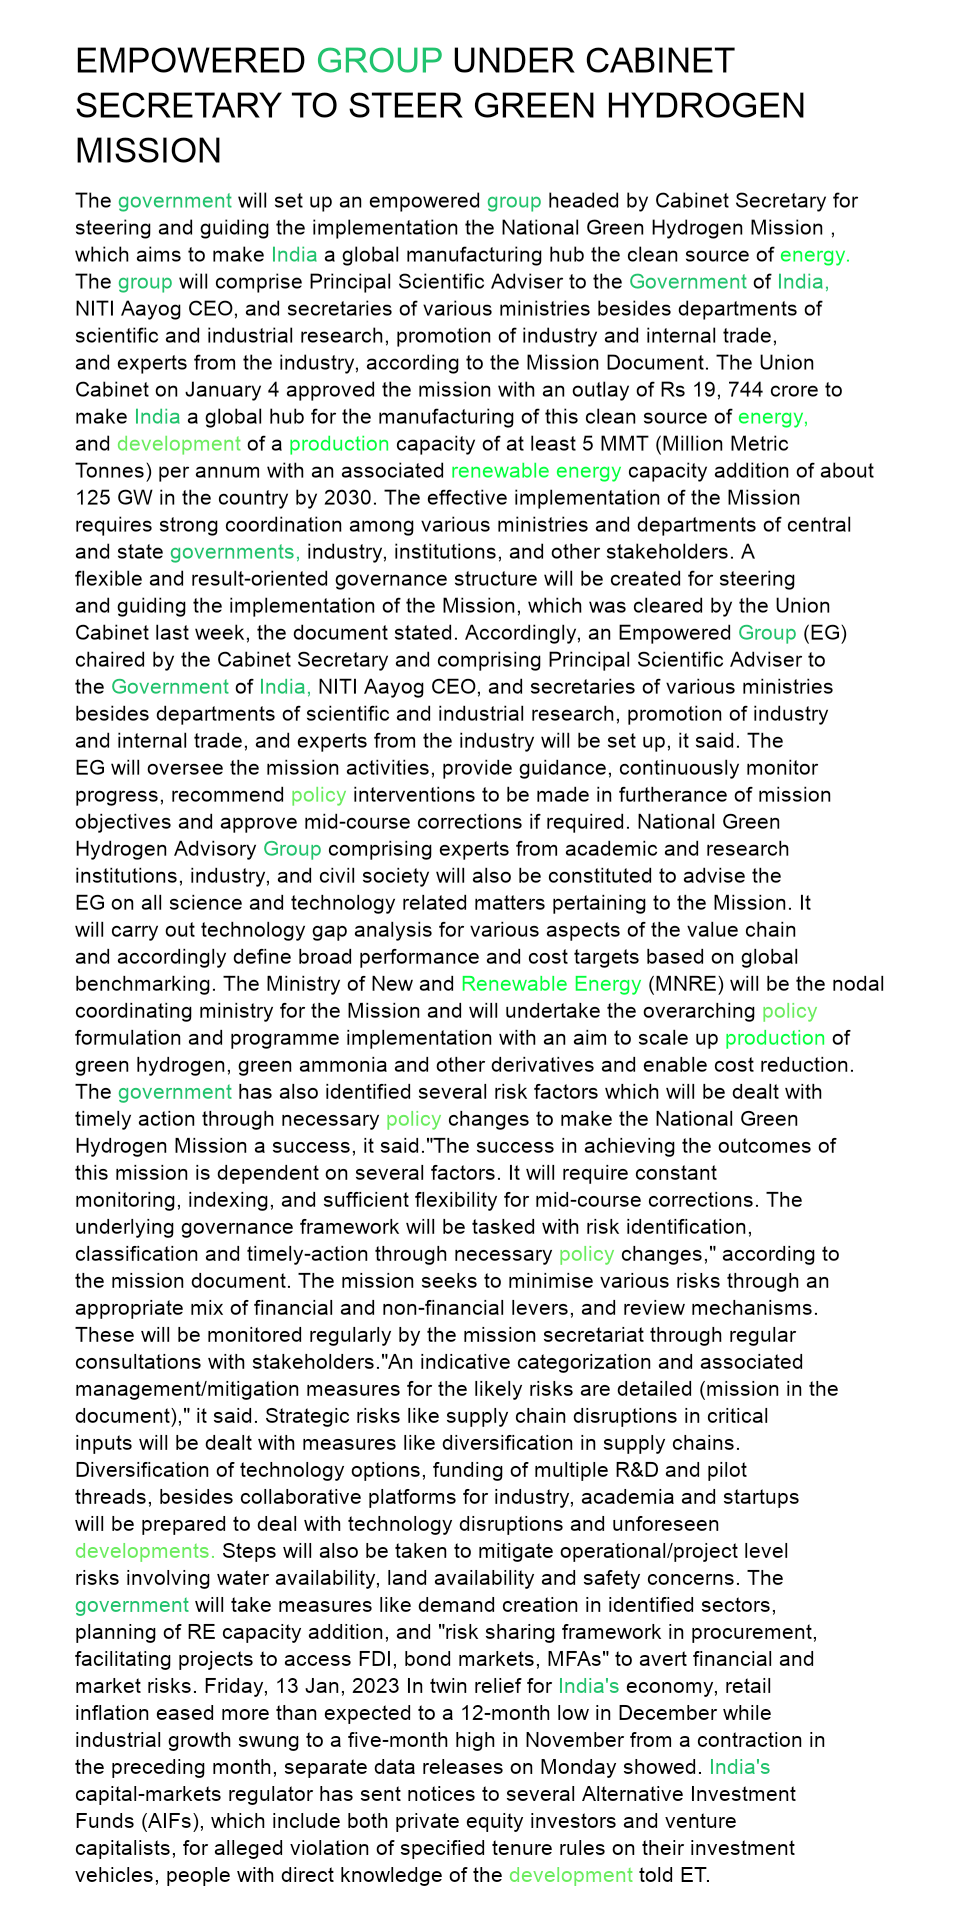 EMPOWERED GROUP UNDER CABINET
SECRETARY TO STEER GREEN HYDROGEN
MISSION
The government will set up an empowered group headed by Cabinet Secretary for
steering and guiding the implementation the National Green Hydrogen Mission ,
which aims to make India a global manufacturing hub the clean source of energy.
The group will comprise Principal Scientific Adviser to the Government of India,
NITI Aayog CEO, and secretaries of various ministries besides departments of
scientific and industrial research, promotion of industry and internal trade,
and experts from the industry, according to the Mission Document. The Union
Cabinet on January 4 approved the mission with an outlay of Rs 19, 744 crore to
make India a global hub for the manufacturing of this clean source of energy,
and development of a production capacity of at least 5 MMT (Million Metric
Tonnes) per annum with an associated renewable energy capacity addition of about
125 GW in the country by 2030. The effective implementation of the Mission
requires strong coordination among various ministries and departments of central
and state governments, industry, institutions, and other stakeholders. A
flexible and result-oriented governance structure will be created for steering
and guiding the implementation of the Mission, which was cleared by the Union
Cabinet last week, the document stated. Accordingly, an Empowered Group (EG)
chaired by the Cabinet Secretary and comprising Principal Scientific Adviser to
the Government of India, NITI Aayog CEO, and secretaries of various ministries
besides departments of scientific and industrial research, promotion of industry
and internal trade, and experts from the industry will be set up, it said. The
EG will oversee the mission activities, provide guidance, continuously monitor
progress, recommend policy interventions to be made in furtherance of mission
objectives and approve mid-course corrections if required. National Green
Hydrogen Advisory Group comprising experts from academic and research
institutions, industry, and civil society will also be constituted to advise the
EG on all science and technology related matters pertaining to the Mission. It
will carry out technology gap analysis for various aspects of the value chain
and accordingly define broad performance and cost targets based on global
benchmarking. The Ministry of New and Renewable Energy (MNRE) will be the nodal
coordinating ministry for the Mission and will undertake the overarching policy
formulation and programme implementation with an aim to scale up production of
green hydrogen, green ammonia and other derivatives and enable cost reduction.
The government has also identified several risk factors which will be dealt with
timely action through necessary policy changes to make the National Green
Hydrogen Mission a success, it said."The success in achieving the outcomes of
this mission is dependent on several factors. It will require constant
monitoring, indexing, and sufficient flexibility for mid-course corrections. The
underlying governance framework will be tasked with risk identification,
classification and timely-action through necessary policy changes," according to
the mission document. The mission seeks to minimise various risks through an
appropriate mix of financial and non-financial levers, and review mechanisms.
These will be monitored regularly by the mission secretariat through regular
consultations with stakeholders."An indicative categorization and associated
management/mitigation measures for the likely risks are detailed (mission in the
document)," it said. Strategic risks like supply chain disruptions in critical
inputs will be dealt with measures like diversification in supply chains.
Diversification of technology options, funding of multiple R&D and pilot
threads, besides collaborative platforms for industry, academia and startups
will be prepared to deal with technology disruptions and unforeseen
developments. Steps will also be taken to mitigate operational/project level
risks involving water availability, land availability and safety concerns. The
government will take measures like demand creation in identified sectors,
planning of RE capacity addition, and "risk sharing framework in procurement,
facilitating projects to access FDI, bond markets, MFAs" to avert financial and
market risks. Friday, 13 Jan, 2023 In twin relief for India's economy, retail
inflation eased more than expected to a 12-month low in December while
industrial growth swung to a five-month high in November from a contraction in
the preceding month, separate data releases on Monday showed. India's
capital-markets regulator has sent notices to several Alternative Investment
Funds (AIFs), which include both private equity investors and venture
capitalists, for alleged violation of specified tenure rules on their investment
vehicles, people with direct knowledge of the development told ET.